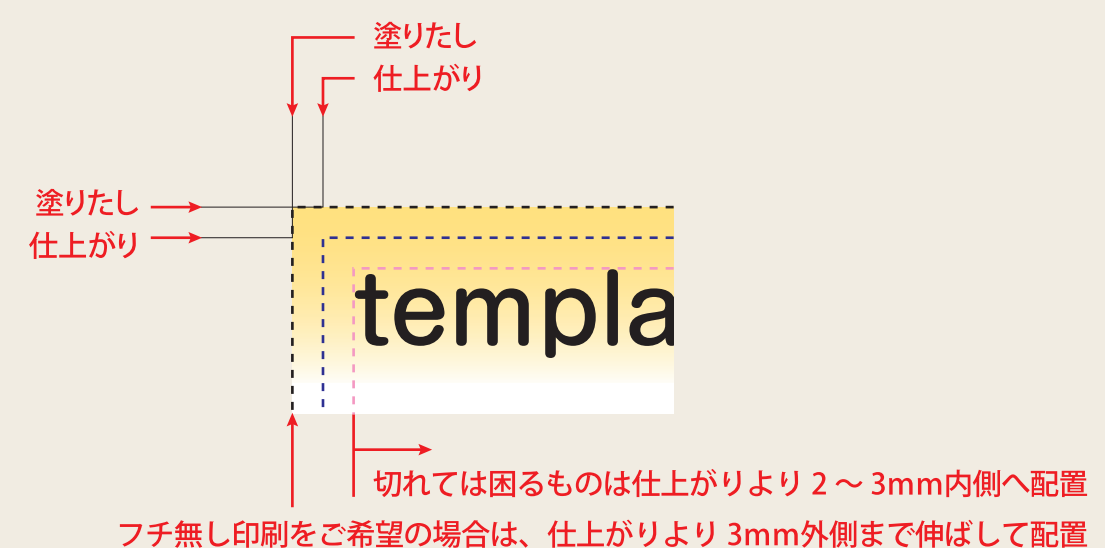 塗りたし
仕上がり
塗りたし
仕上がり
templa
切れては困るものは仕上がりより 2 〜 3mm内側へ配置
フチ無し印刷をご希望の場合は、仕上がりより 3mm外側まで伸ばして配置